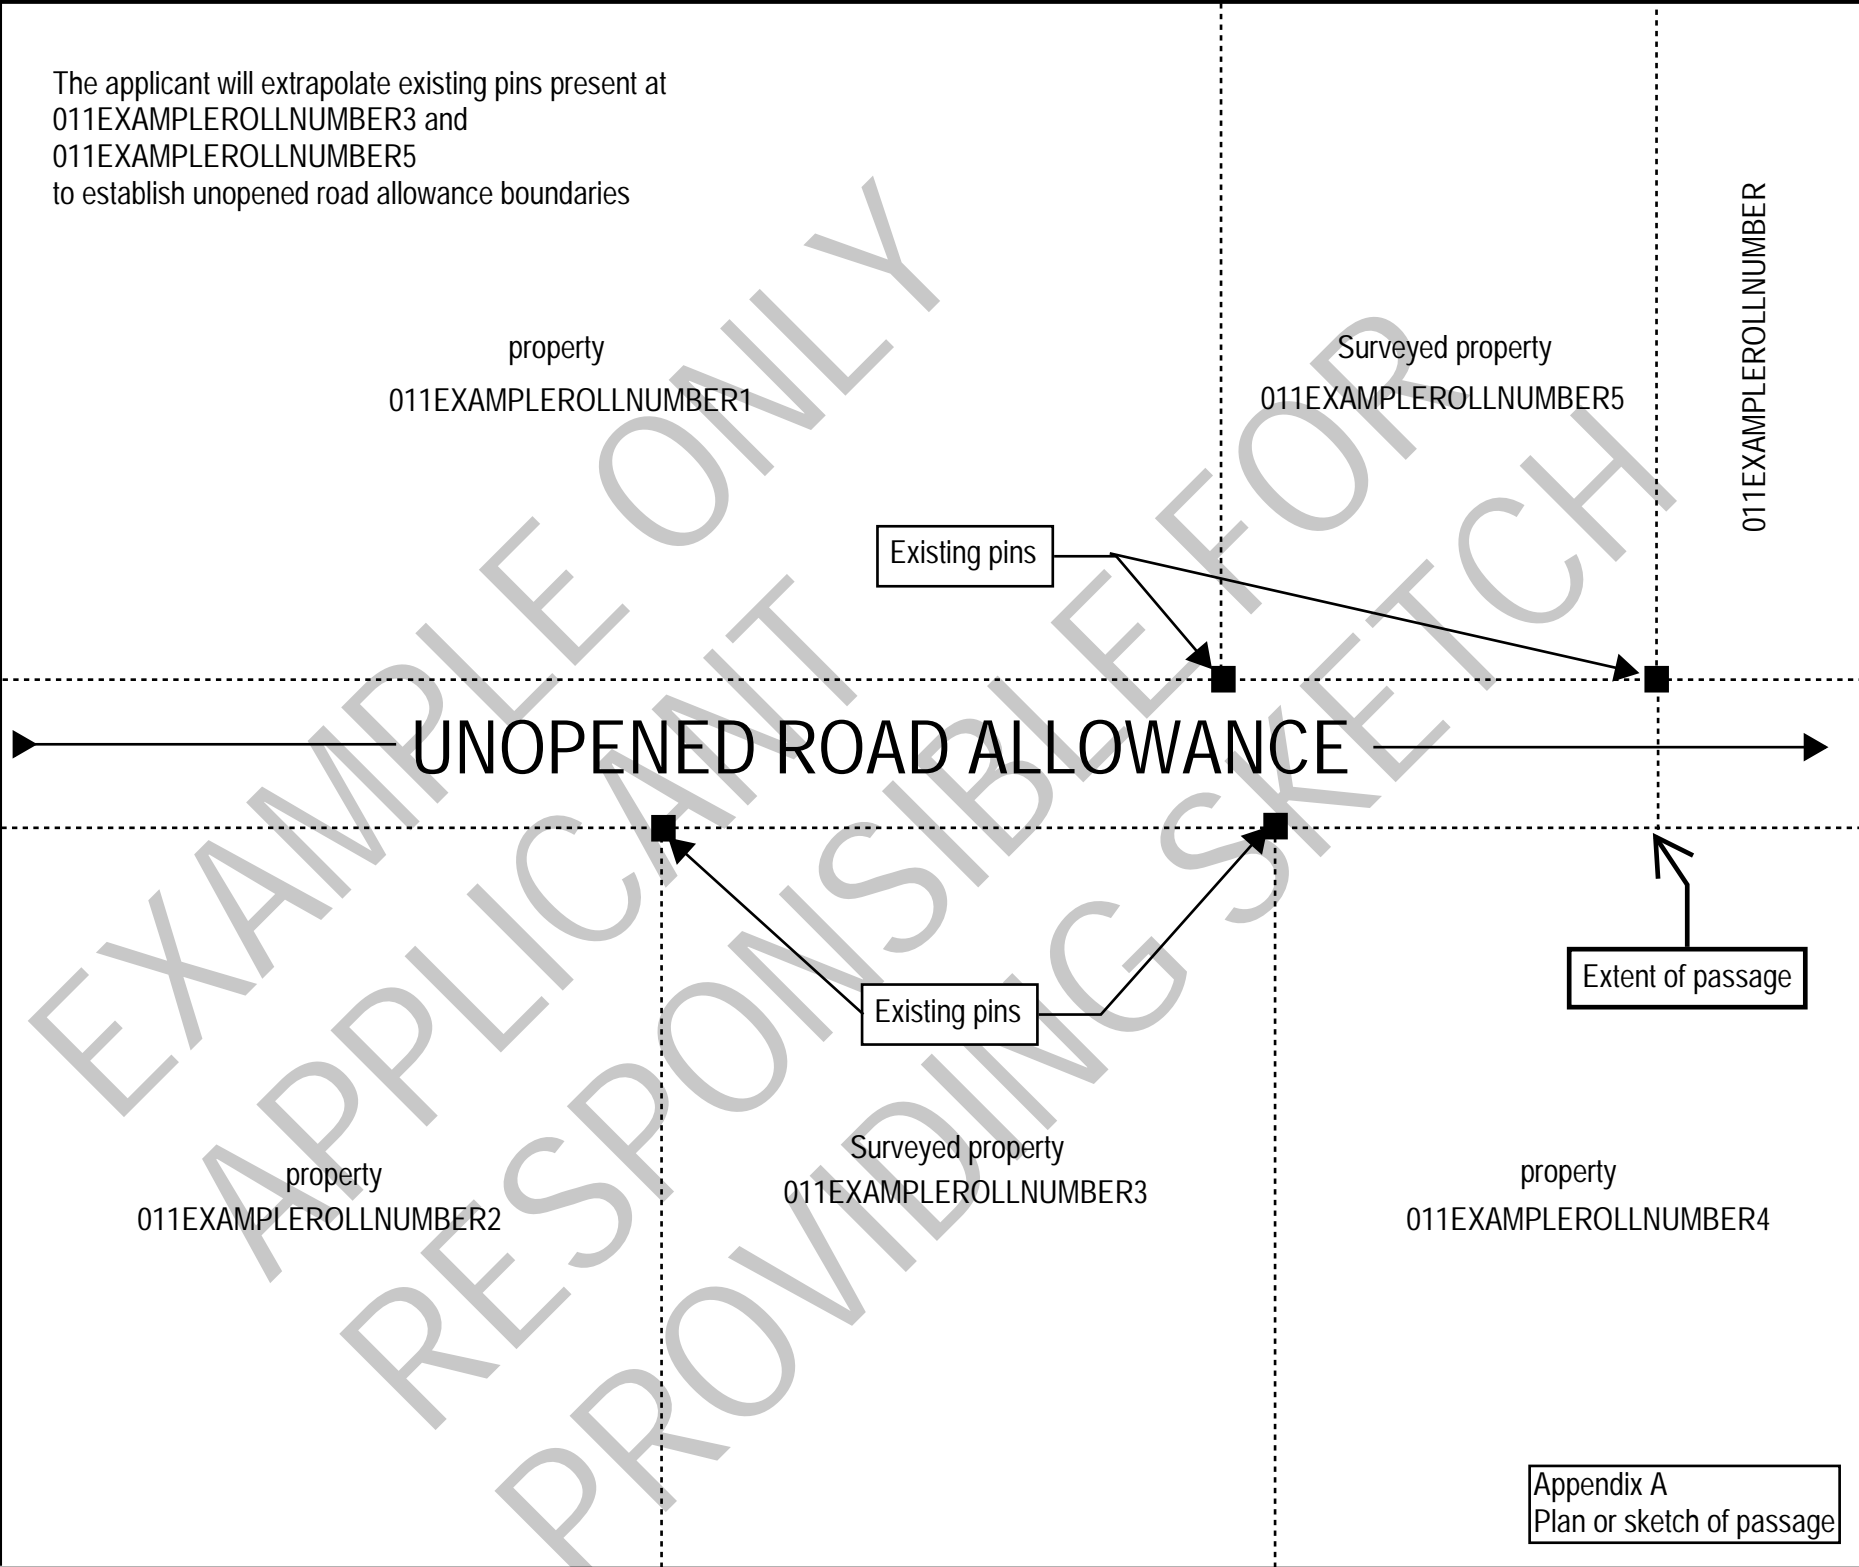 The applicant will extrapolate existing pins present at
011EXAMPLEROLLNUMBER3 and
011EXAMPLEROLLNUMBER5
to establish unopened road allowance boundaries
property
011EXAMPLEROLLNUMBER1
Surveyed property
011EXAMPLEROLLNUMBER5
011EXAMPLEROLLNUMBER
Existing pins
UNOPENED ROAD ALLOWANCE
Extent of passage
Existing pins
property
011EXAMPLEROLLNUMBER2
Surveyed property
011EXAMPLEROLLNUMBER3
property
011EXAMPLEROLLNUMBER4
Appendix A
Plan or sketch of passage
EXAMPLE ONLY
APPLICANT
RESPONSIBLE FOR
PROVIDING SKETCH